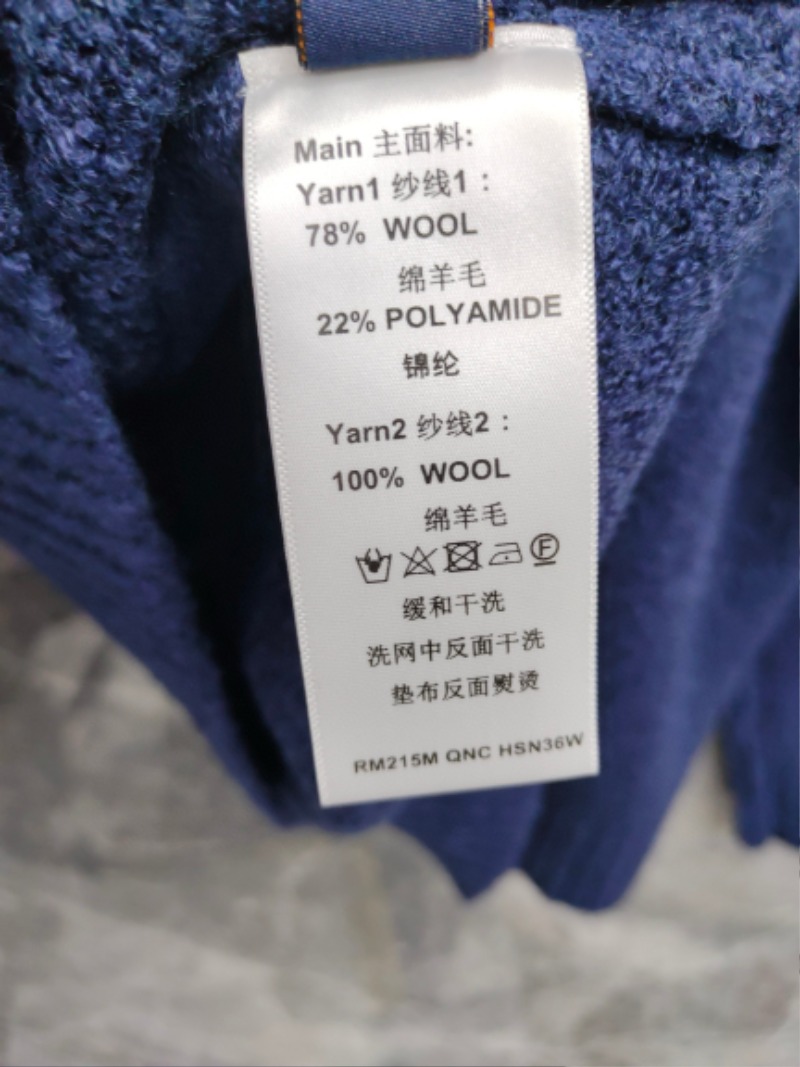 Main 主面料:
Yarn1 纱线1：
78% WOOL
绵羊毛
22% POLYAMIDE
锦纶
Yarn2 纱线2：
100% WOOL
绵羊毛
F
缓和干洗
洗网中反面干洗
垫布反面熨烫
RM215M QNC HSN36W